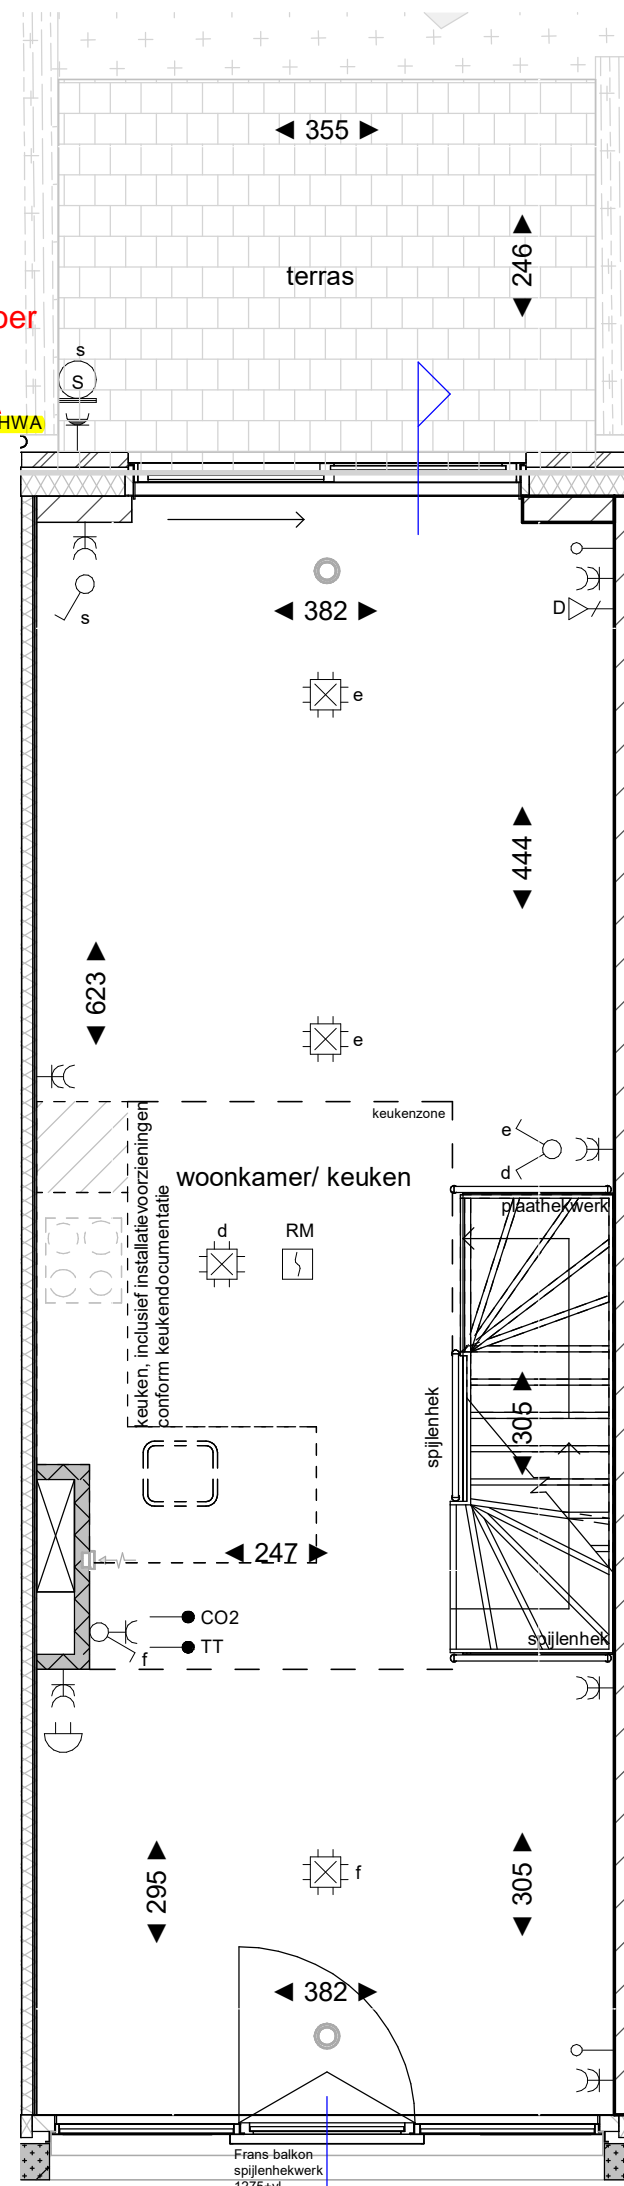 355
246
terras
oer
s
S
HWA
s
382
D
e
444
623
e
keukenzone
e
d
woonkamer/ keuken
plaathekwerk
keuken, inclusief installatievoorzieningen
conform keukendocumentatie
d
RM
305
spijlenhek
247
CO2
TT
f
spijlenhek
295
f
305
382
Frans balkon
spijlenhekwerk